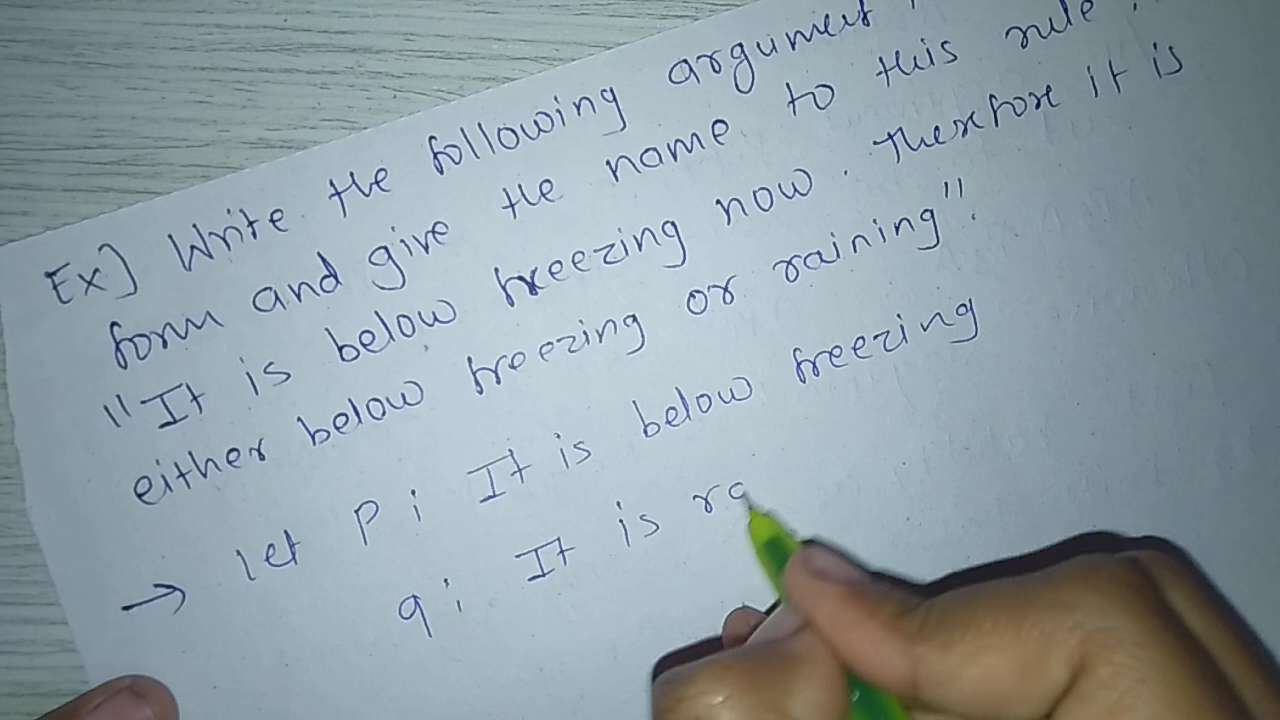 Ex] Write the following argument
form and give the name to this rule.
"It is below freezing now. Therefore it is
either below freezing or raining".
→ let p : It is below freezing
q : It is ra